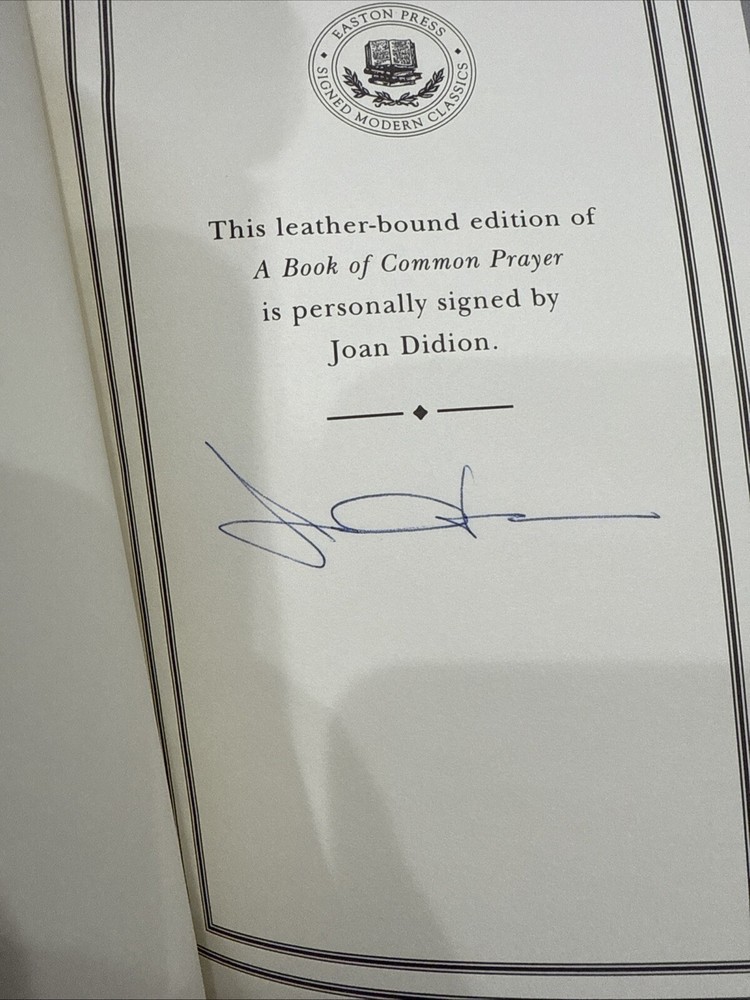 EASTON PRESS
SIGNED MODERN CLASSICS
This leather-bound edition of
A Book of Common Prayer
is personally signed by
Joan Didion.